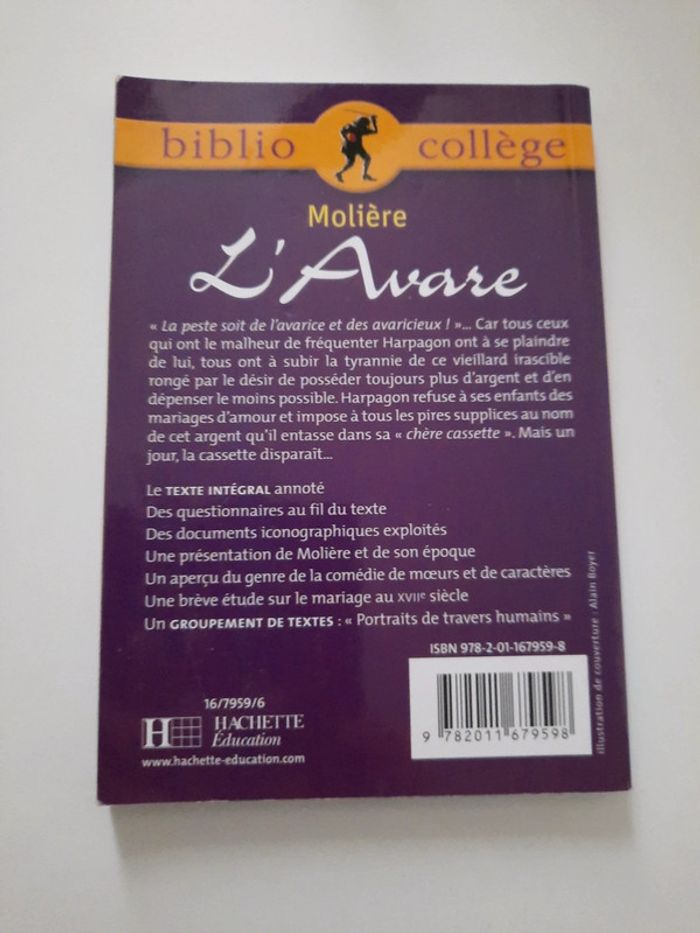 biblio collège
Molière
L'Avare
« La peste soit de l'avarice et des avaricieux ! »... Car tous ceux
qui ont le malheur de fréquenter Harpagon ont à se plaindre
de lui, tous ont à subir la tyrannie de ce vieillard irascible
rongé par le désir de posséder toujours plus d'argent et d'en
dépenser le moins possible. Harpagon refuse à ses enfants des
mariages d'amour et impose à tous les pires supplices au nom
de cet argent qu'il entasse dans sa « chère cassette ». Mais un
jour, la cassette disparaît...
Le TEXTE INTÉGRAL annoté
Des questionnaires au fil du texte
Des documents iconographiques exploités
Une présentation de Molière et de son époque
Un aperçu du genre de la comédie de mœurs et de caractères
Une brève étude sur le mariage au XVIIe siècle
Un GROUPEMENT DE TEXTES : « Portraits de travers humains »
ISBN 978-2-01-167959-8
16/7959/6
H HACHETTE
Éducation
www.hachette-education.com
9 782011 679598
illustration de couverture : Alain Boyer